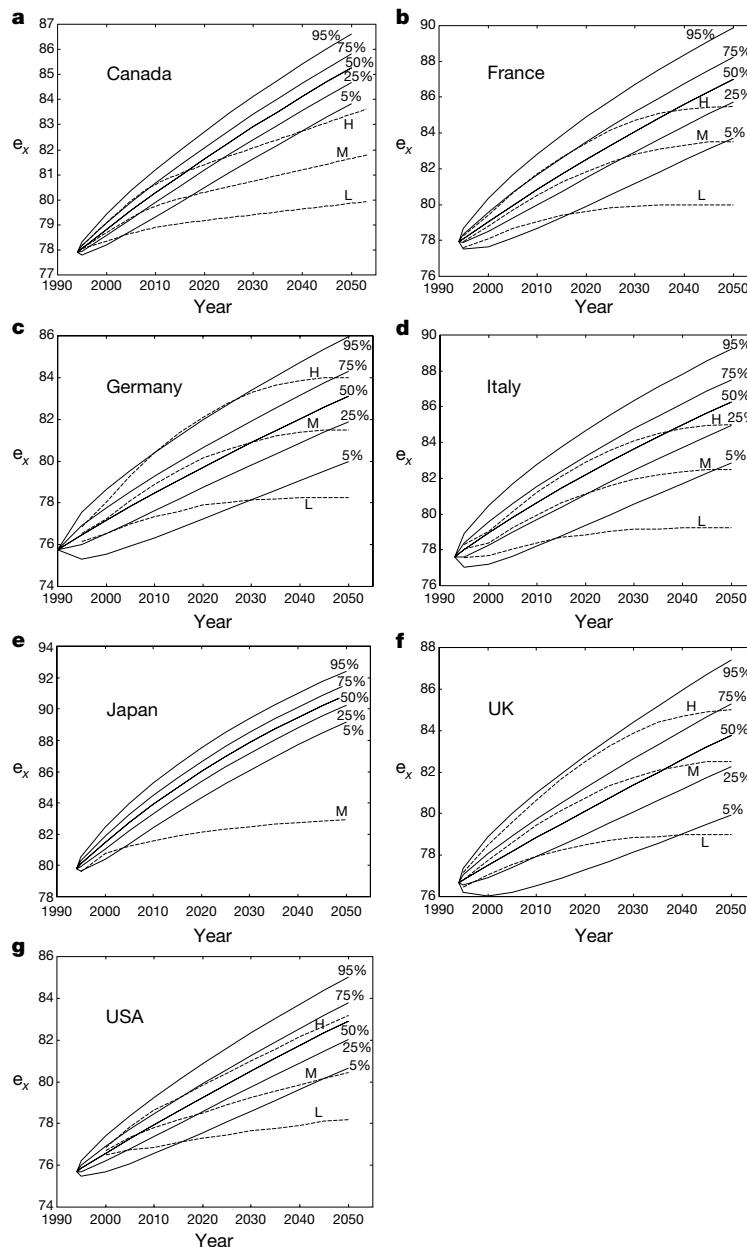 a
87
86
85
84
83
82
81
80
79
78
77
e x
Canada
95%
75%
50%
25%
5%
H
M
L
1990 2000 2010 2020 2030 2040 2050
Year
b
90
88
86
84
82
80
78
76
e x
France
95%
75%
50%
25%
5%
H
M
L
1990 2000 2010 2020 2030 2040 2050
Year
c
86
84
82
80
78
76
74
e x
Germany
95%
75%
50%
25%
5%
H
M
L
1990 2000 2010 2020 2030 2040 2050
Year
d
90
88
86
84
82
80
78
76
e x
Italy
95%
75%
50%
25%
5%
H
M
L
1990 2000 2010 2020 2030 2040 2050
Year
e
94
92
90
88
86
84
82
80
78
e x
Japan
95%
75%
50%
25%
5%
M
1990 2000 2010 2020 2030 2040 2050
Year
f
88
86
84
82
80
78
76
e x
UK
95%
75%
50%
25%
5%
H
M
L
1990 2000 2010 2020 2030 2040 2050
Year
g
86
84
82
80
78
76
74
e x
USA
95%
75%
50%
25%
5%
H
M
L
1990 2000 2010 2020 2030 2040 2050
Year